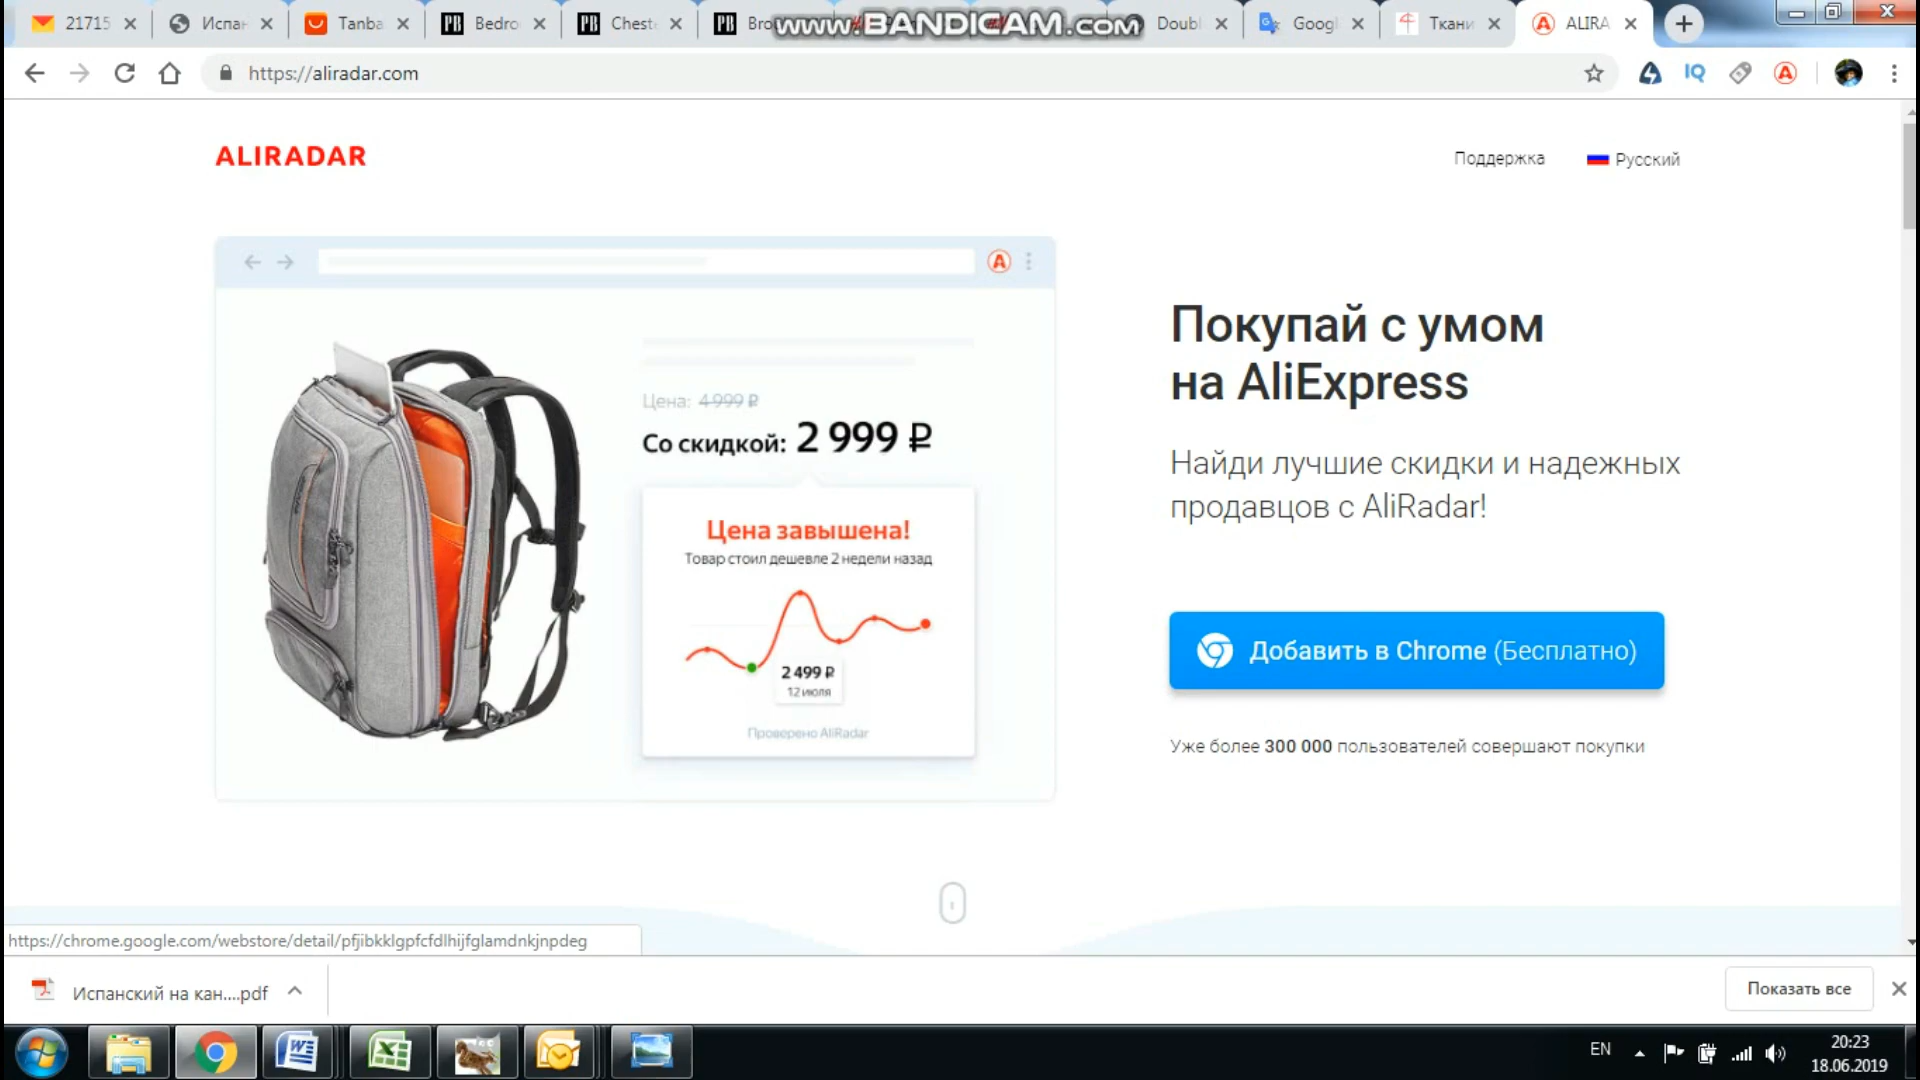 21715
Испан
Tanba
Bedro
Chest
Bro
www.BANDICAM.com
Doubl
Googl
Ткани
ALIRA
https://aliradar.com
ALIRADAR
Поддержка
Русский
Покупай с умом
на AliExpress
Цена: 4 999 ₽
Со скидкой: 2 999 ₽
Найди лучшие скидки и надежных
продавцов с AliRadar!
Цена завышена!
Товар стоил дешевле 2 недели назад
2 499 ₽
12 июля
Проверено AliRadar
Добавить в Chrome (Бесплатно)
Уже более 300 000 пользователей совершают покупки
https://chrome.google.com/webstore/detail/pfjibkklgpfcfdlhijfglamdnkjnpdeg
Испанский на кан....pdf
Показать все
EN
20:23
18.06.2019